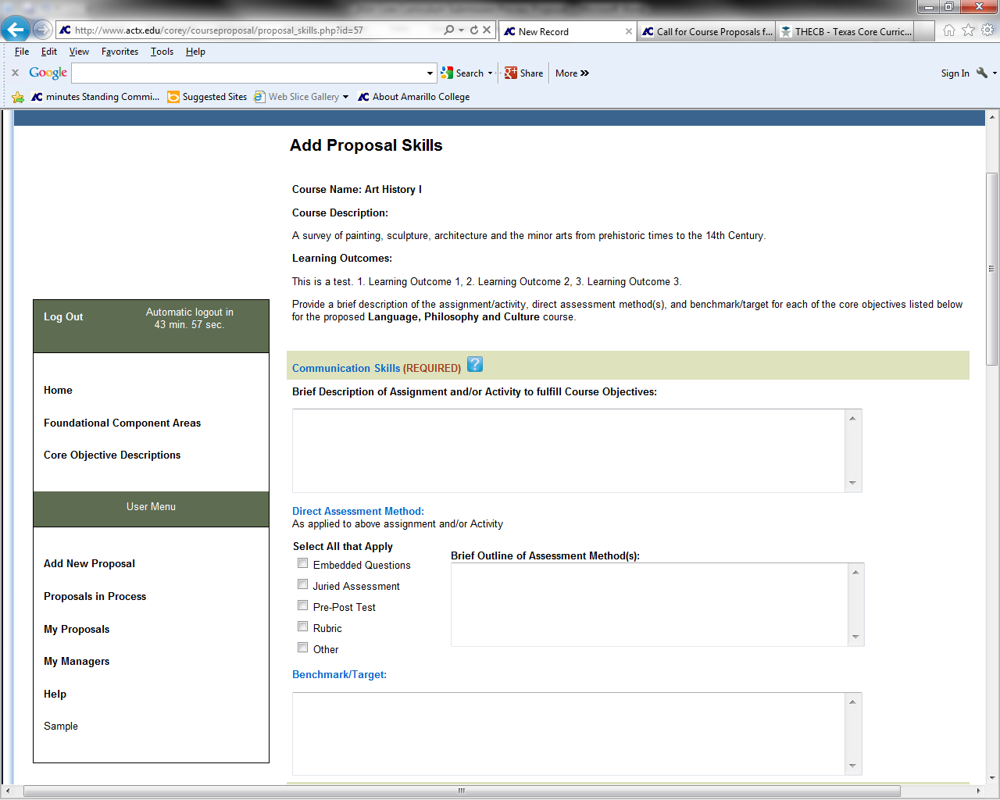 http://www.actx.edu/corey/courseproposal/proposal_skills.php?id=57
New Record
Call for Course Proposals f...
THECB - Texas Core Curric...
File Edit View Favorites Tools Help
Google
Search
Share
More
Sign In
minutes Standing Commi...
Suggested Sites
Web Slice Gallery
About Amarillo College
Add Proposal Skills
Course Name: Art History I
Course Description:
A survey of painting, sculpture, architecture and the minor arts from prehistoric times to the 14th Century.
Learning Outcomes:
This is a test. 1. Learning Outcome 1, 2. Learning Outcome 2, 3. Learning Outcome 3.
Provide a brief description of the assignment/activity, direct assessment method(s), and benchmark/target for each of the core objectives listed below
for the proposed Language, Philosophy and Culture course.
Log Out
Automatic logout in
43 min. 57 sec.
Home
Foundational Component Areas
Core Objective Descriptions
User Menu
Add New Proposal
Proposals in Process
My Proposals
My Managers
Help
Sample
Communication Skills (REQUIRED) ?
Brief Description of Assignment and/or Activity to fulfill Course Objectives:
Direct Assessment Method:
As applied to above assignment and/or Activity
Select All that Apply
Embedded Questions
Juried Assessment
Pre-Post Test
Rubric
Other
Brief Outline of Assessment Method(s):
Benchmark/Target: